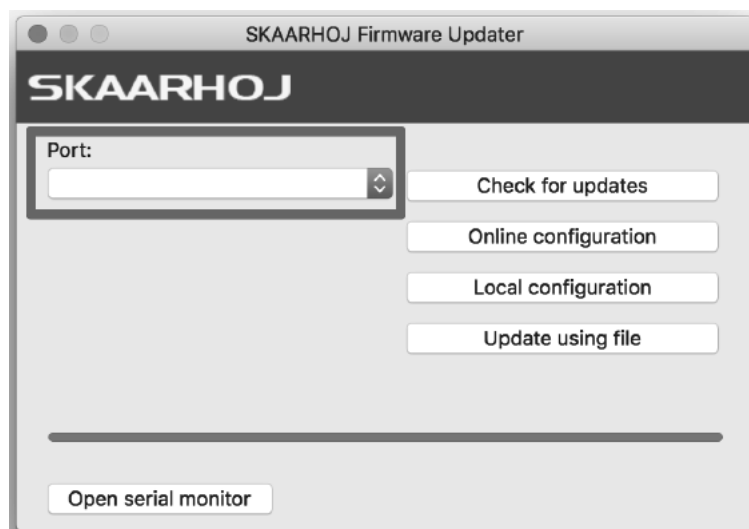 SKAARHOJ Firmware Updater
SKAARHOJ
Port:
Check for updates
Online configuration
Local configuration
Update using file
Open serial monitor